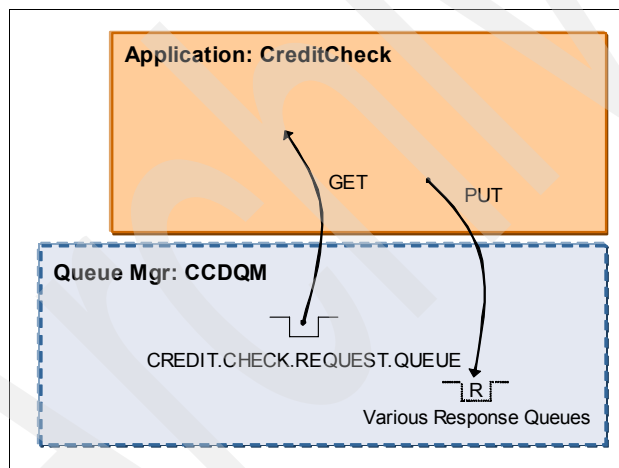 Application: CreditCheck
GET
PUT
Queue Mgr: CCDQM
CREDIT.CHECK.REQUEST.QUEUE
R
Various Response Queues